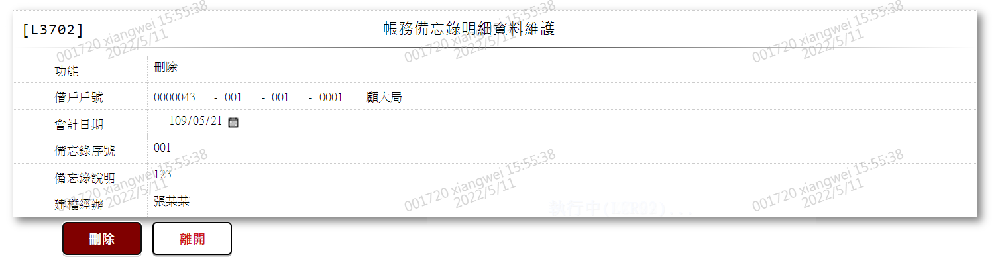 [L3702] 帳務備忘錄明細資料維護
功能 刪除
借戶戶號 0000043 - 001 - 001 - 0001 顧大局
會計日期 109/05/21
備忘錄序號 001
備忘錄說明 123
建檔經辦 張某某
執行中(LZR92)...
刪除 離開
001720 xiangwei 15:55:38
2022/5/11
001720 xiangwei 15:55:38
2022/5/11
001720 xiangwei 15:55:38
2022/5/11
001720 xiangwei 15:55:38
2022/5/11
001720 xiangwei 15:55:38
2022/5/11
001720 xiangwei 15:55:38
2022/5/11